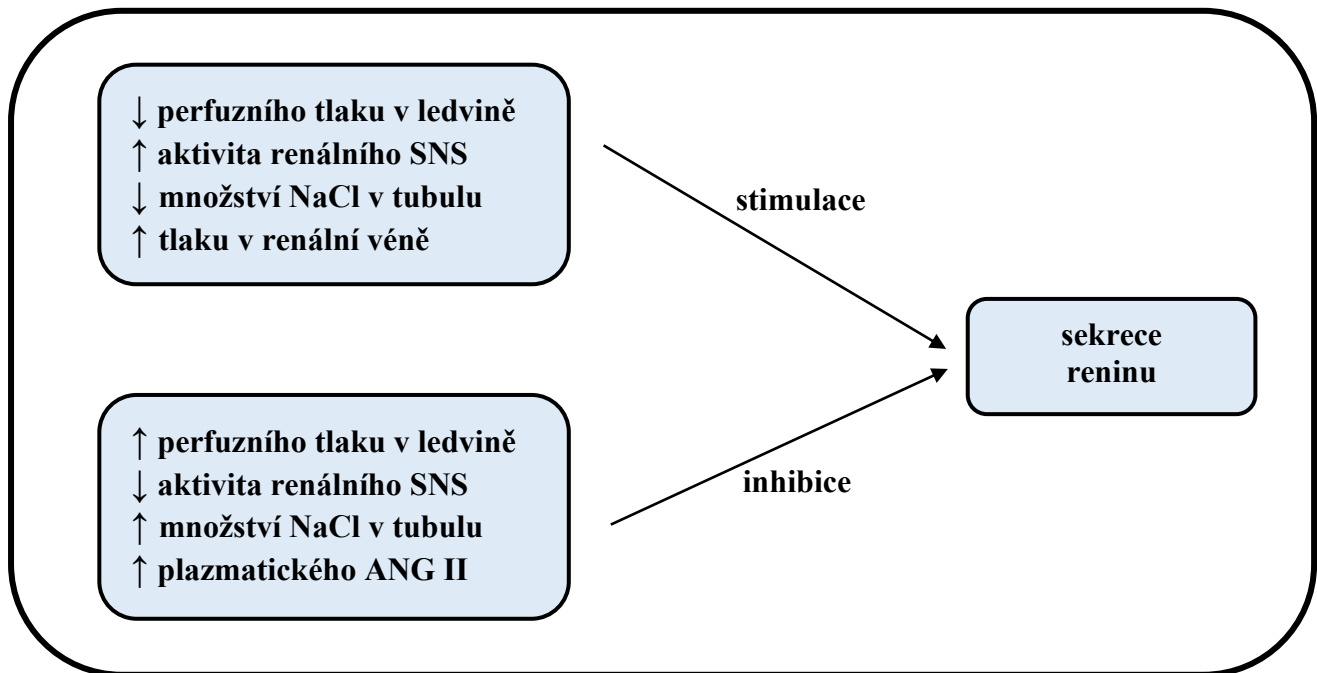 ↓ perfuzního tlaku v ledvině
↑ aktivita renálního SNS
↓ množství NaCl v tubulu
↑ tlaku v renální véně
stimulace
sekrece
reninu
↑ perfuzního tlaku v ledvině
↓ aktivita renálního SNS
↑ množství NaCl v tubulu
↑ plazmatického ANG II
inhibice